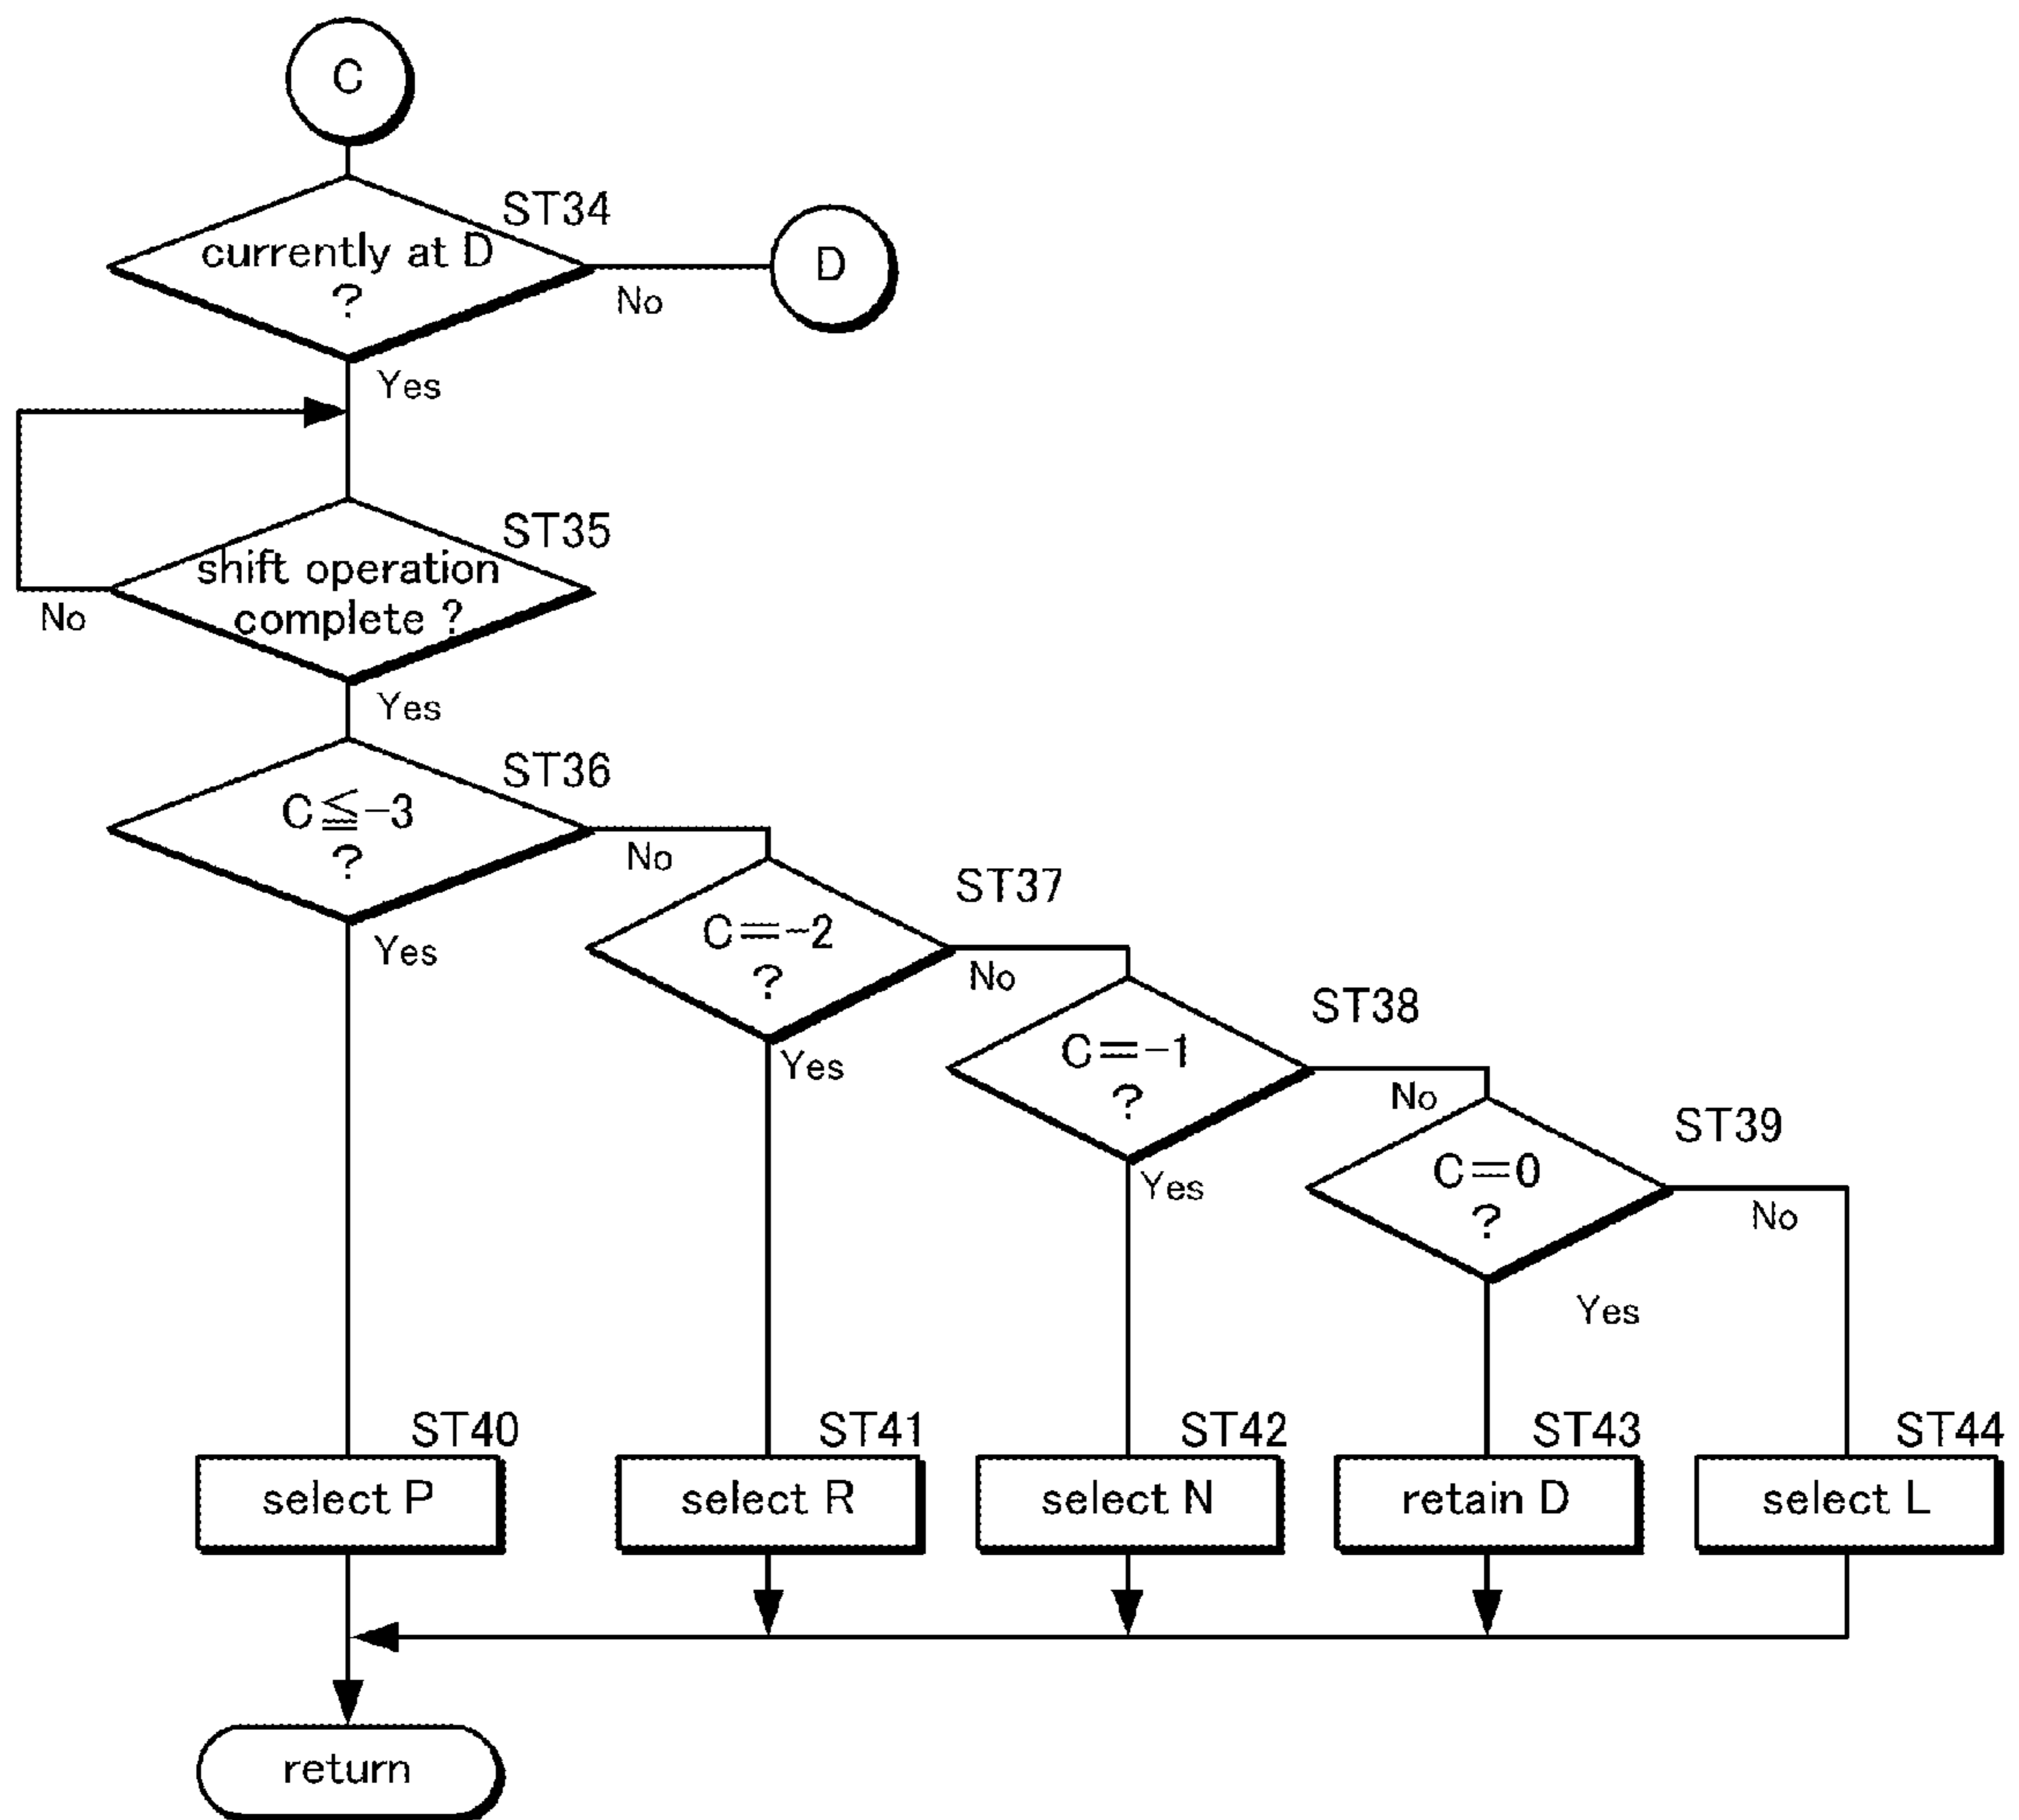 C
ST34
currently at D
?
No
D
Yes
ST35
shift operation
complete ?
No
Yes
ST36
C≦-3
?
No
Yes
ST37
C=-2
?
No
Yes
ST38
C=-1
?
No
Yes
ST39
C=0
?
No
Yes
ST40
select P
ST41
select R
ST42
select N
ST43
retain D
ST44
select L
return